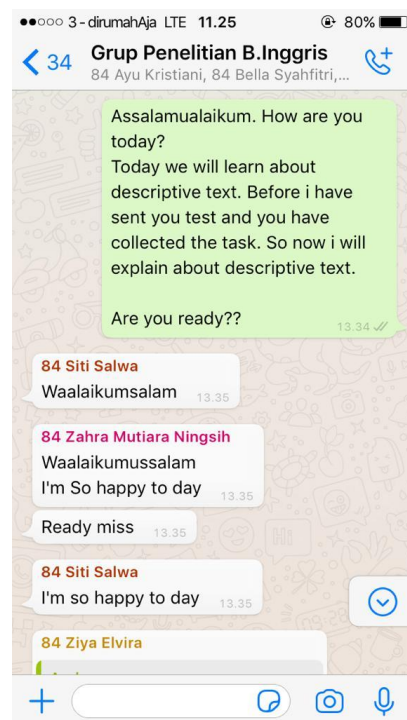 3-dirumahAja LTE 11.25 80%
34 Grup Penelitian B.Inggris
84 Ayu Kristiani, 84 Bella Syahfitri,...
Assalamualaikum. How are you
today?
Today we will learn about
descriptive text. Before i have
sent you test and you have
collected the task. So now i will
explain about descriptive text.
Are you ready??
13.34
84 Siti Salwa
Waalaikumsalam 13.35
84 Zahra Mutiara Ningsih
Waalaikumussalam
I'm So happy to day 13.35
Ready miss 13.35
84 Siti Salwa
I'm so happy to day 13.35
84 Ziya Elvira